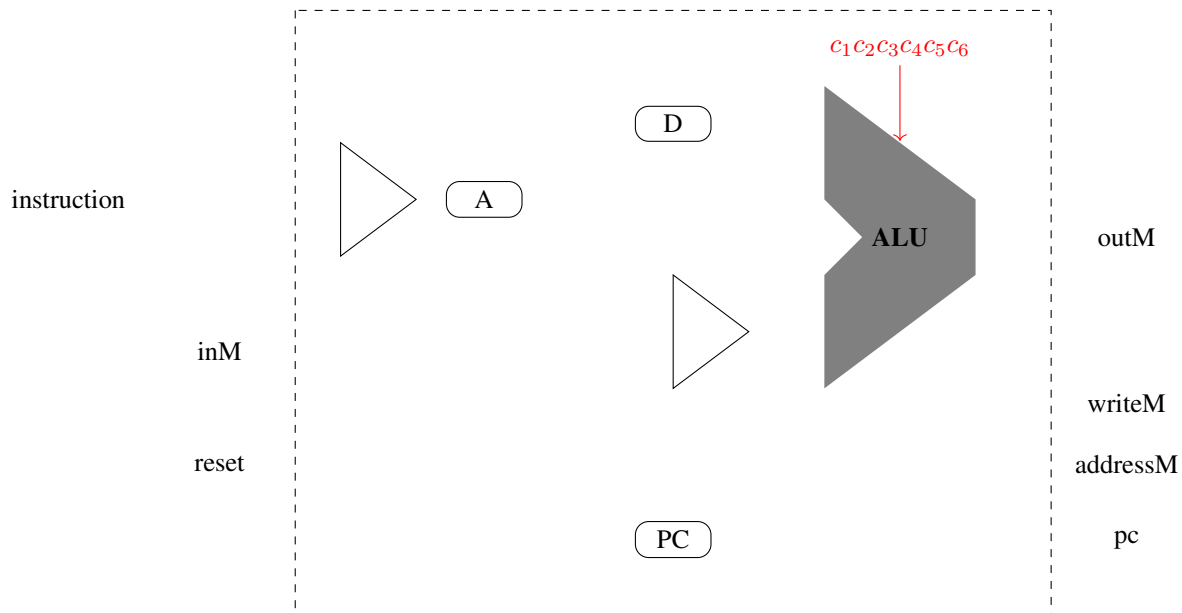 c₁c₂c₃c₄c₅c₆
D
instruction
A
ALU
outM
inM
writeM
reset
addressM
PC
pc